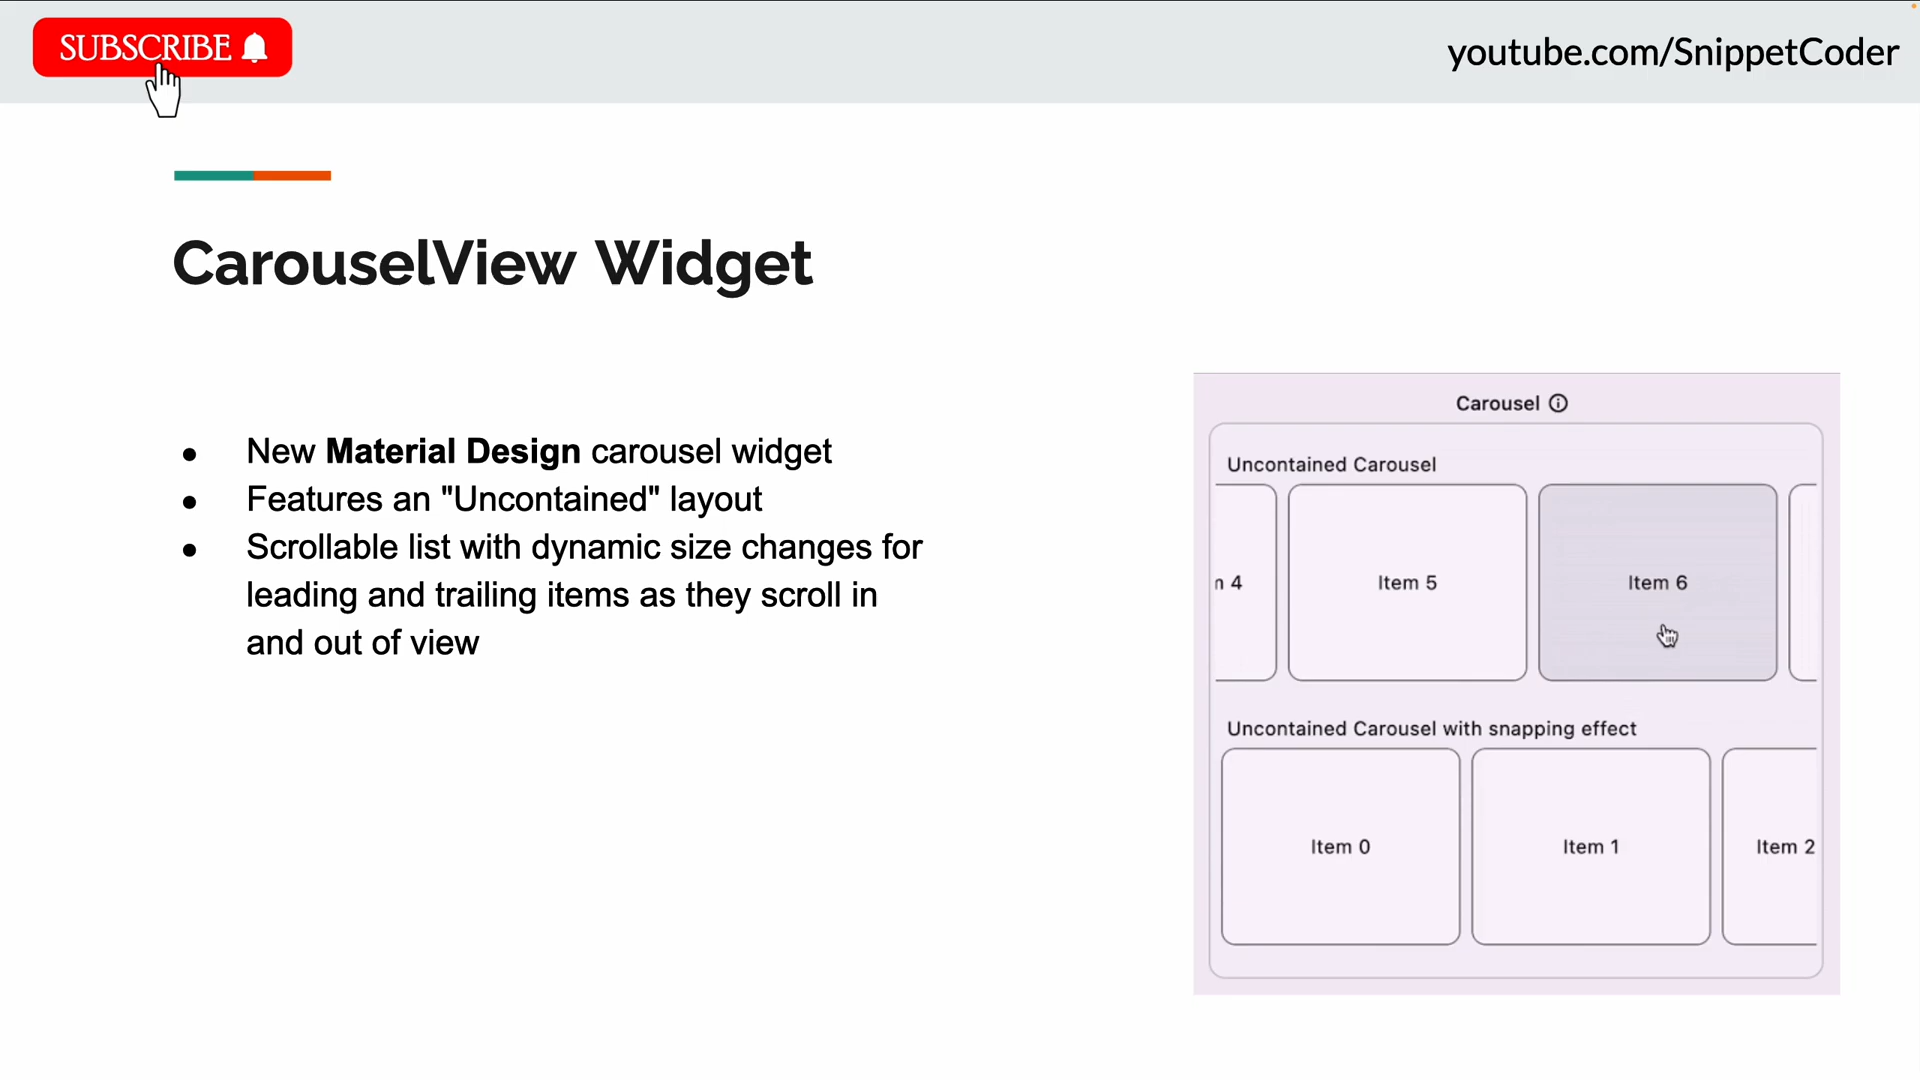 SUBSCRIBE
youtube.com/SnippetCoder
CarouselView Widget
● New Material Design carousel widget
● Features an "Uncontained" layout
● Scrollable list with dynamic size changes for
leading and trailing items as they scroll in
and out of view
Carousel
Uncontained Carousel
m 4
Item 5
Item 6
Uncontained Carousel with snapping effect
Item 0
Item 1
Item 2